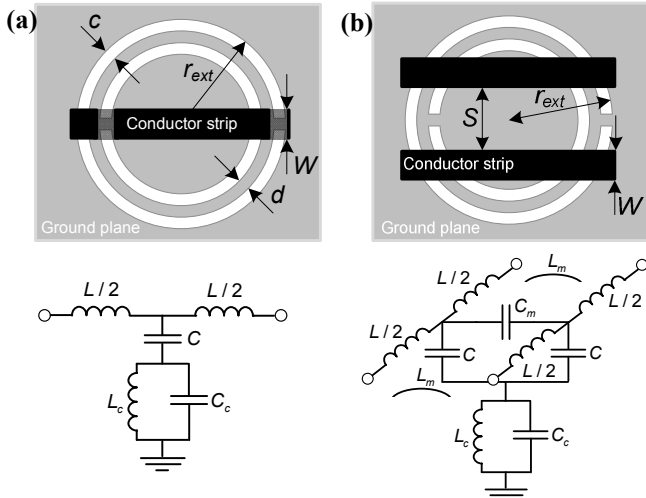 (a)
c
r_ext
Conductor strip
W
d
Ground plane
L / 2
L / 2
C
L_c
C_c
(b)
r_ext
S
Conductor strip
W
Ground plane
L / 2
L_m
L / 2
C_m
L / 2
C
C
L / 2
L_m
L_c
C_c